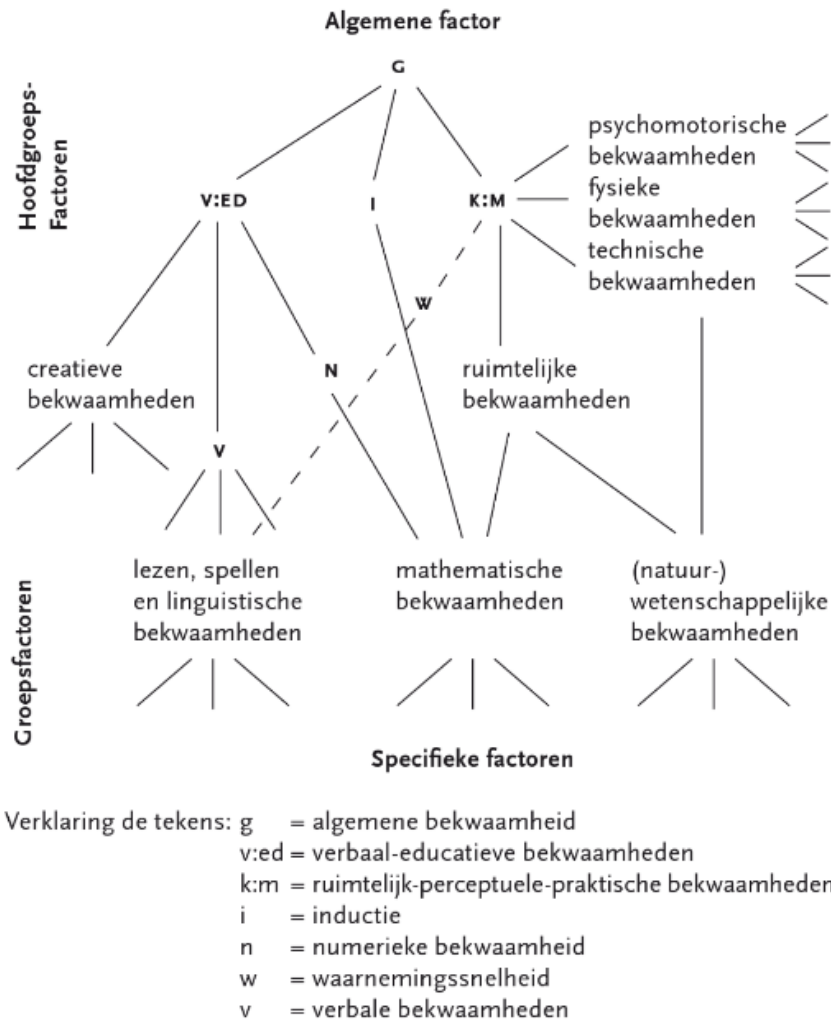 Algemene factor
G
Hoofdgroeps-
Factoren
psychomotorische
bekwaamheden
fysieke
bekwaamheden
technische
bekwaamheden
V:ED
I
K:M
W
creatieve
bekwaamheden
N
ruimtelijke
bekwaamheden
V
Groepsfactoren
lezen, spellen
en linguistische
bekwaamheden
mathematische
bekwaamheden
(natuur-)
wetenschappelijke
bekwaamheden
Specifieke factoren
Verklaring de tekens: g = algemene bekwaamheid
v:ed = verbaal-educatieve bekwaamheden
k:m = ruimtelijk-perceptuele-praktische bekwaamheden
i = inductie
n = numerieke bekwaamheid
w = waarnemingssnelheid
v = verbale bekwaamheden